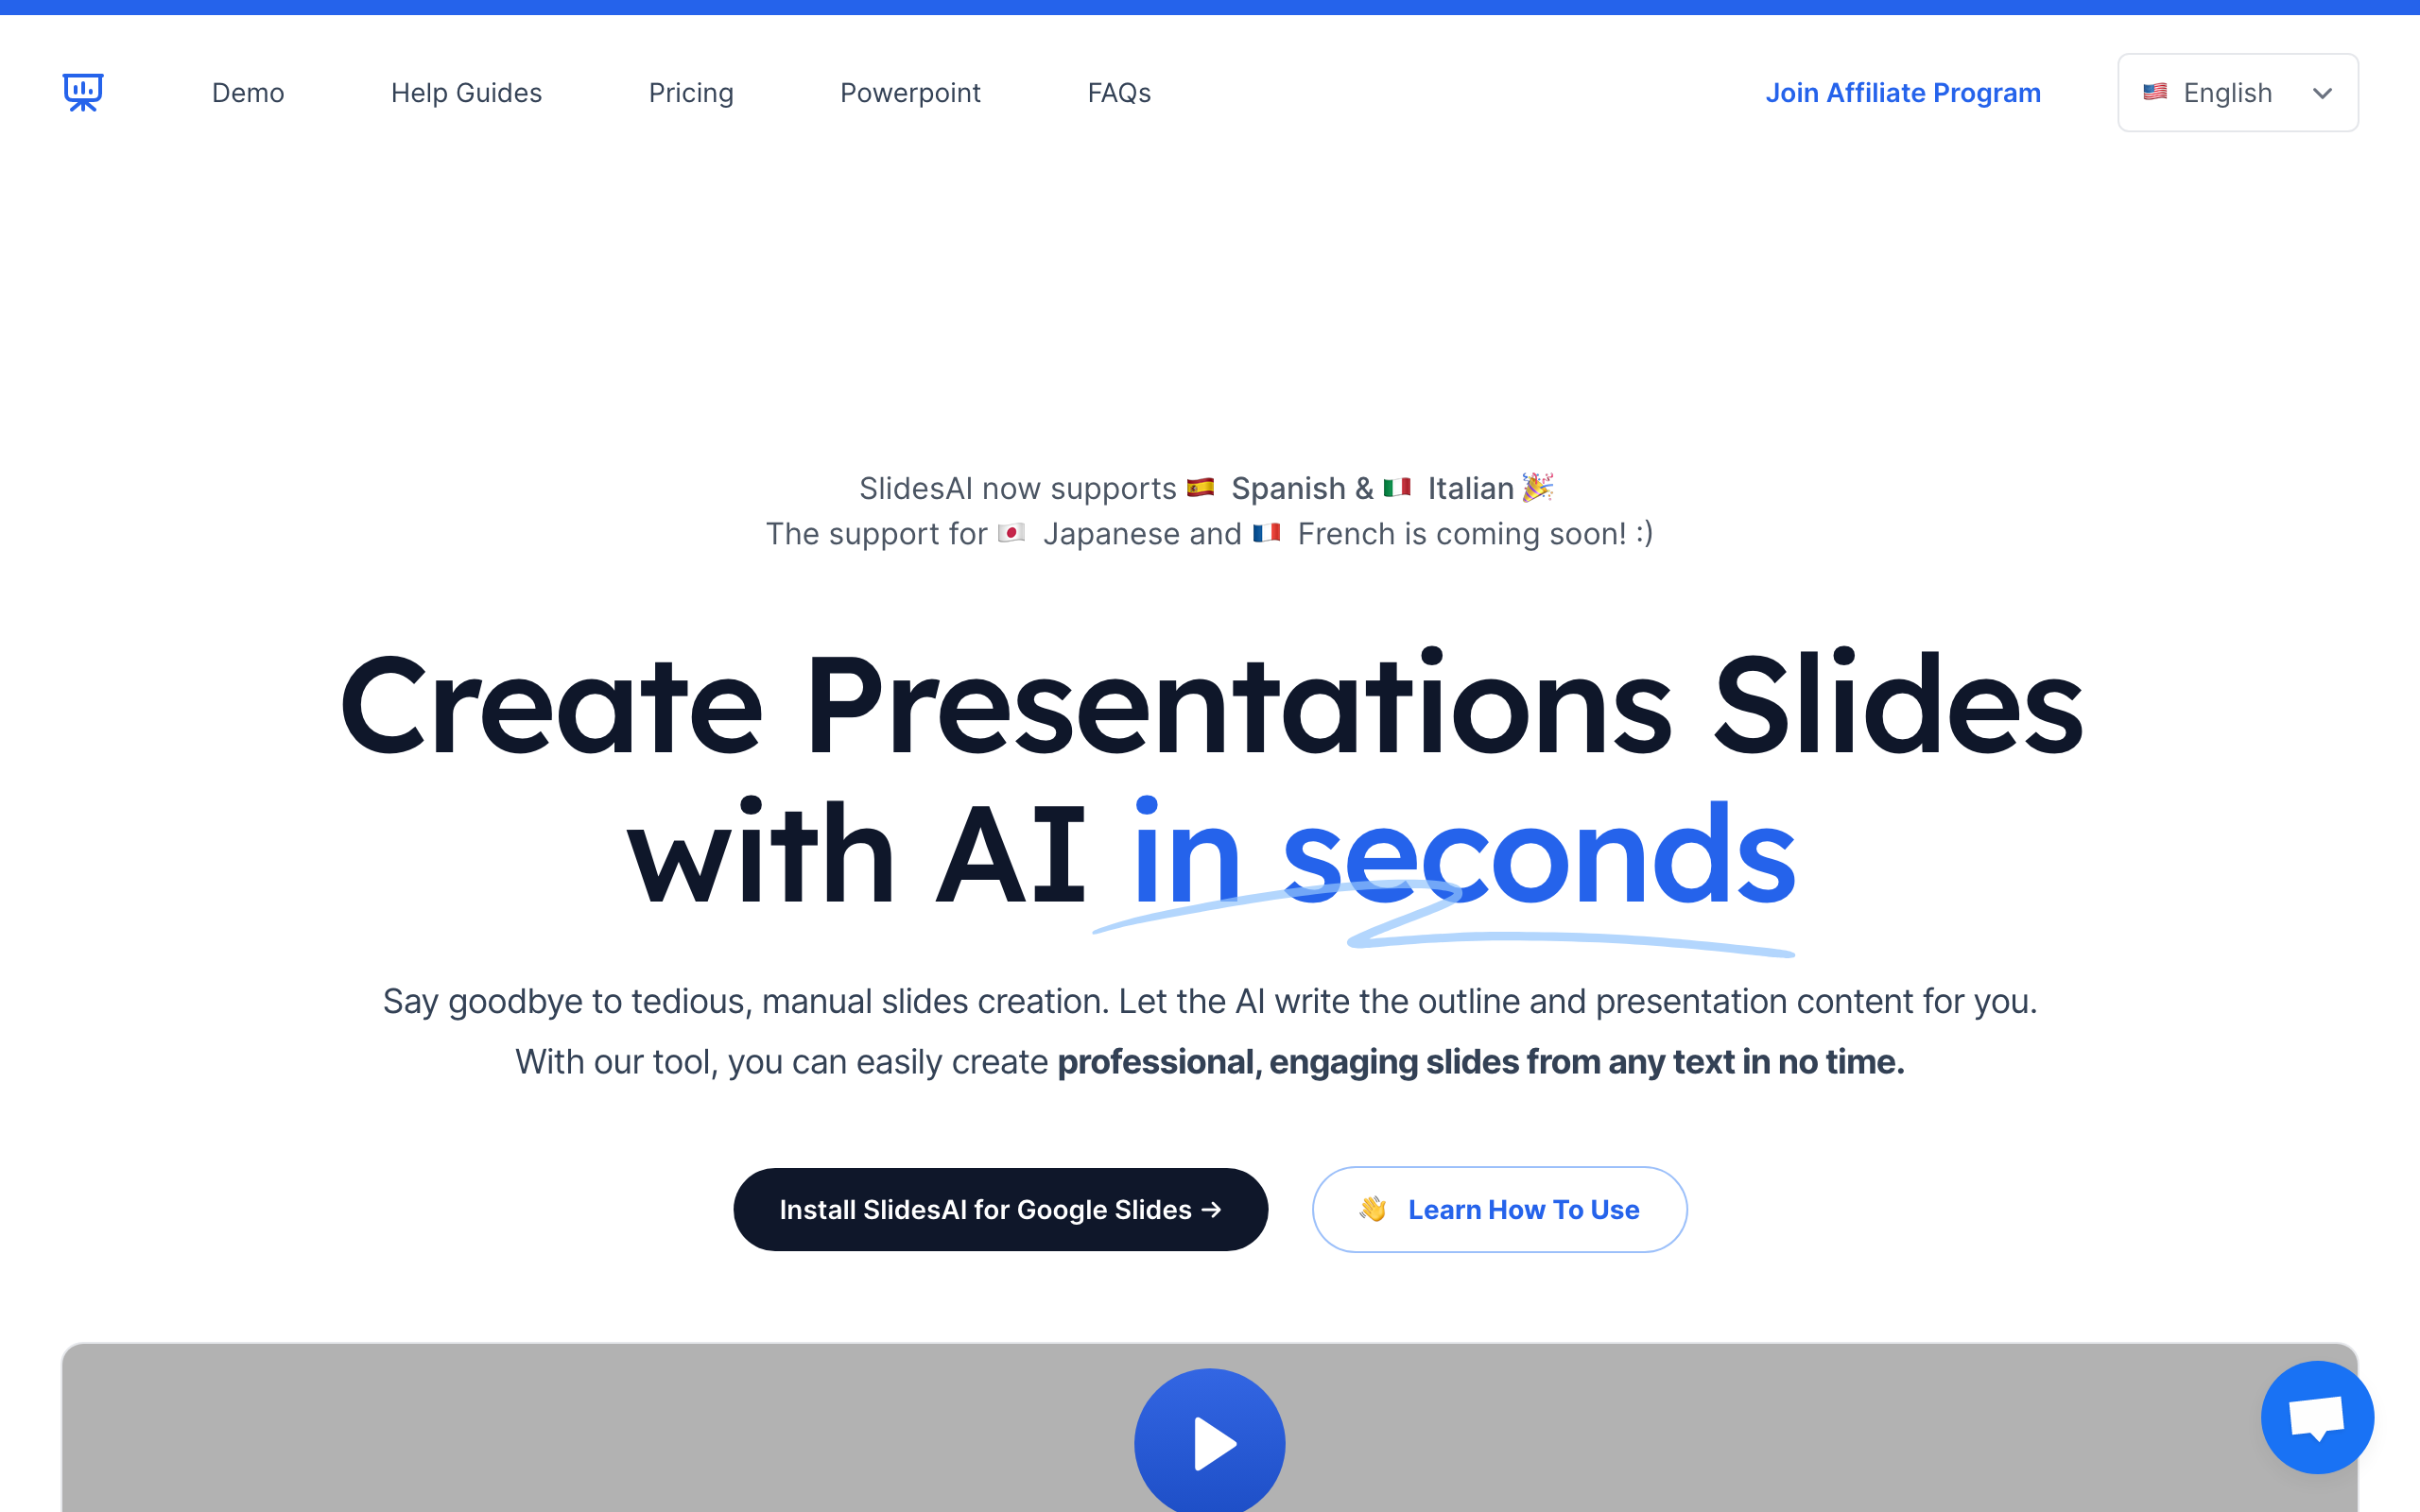 Demo
Help Guides
Pricing
Powerpoint
FAQs
Join Affiliate Program
🇺🇸 English
SlidesAI now supports 🇪🇸 Spanish & 🇮🇹 Italian 🎉
The support for 🇯🇵 Japanese and 🇫🇷 French is coming soon! :)
Create Presentations Slides
with AI in seconds
Say goodbye to tedious, manual slides creation. Let the AI write the outline and presentation content for you.
With our tool, you can easily create professional, engaging slides from any text in no time.
Install SlidesAI for Google Slides →
👋 Learn How To Use